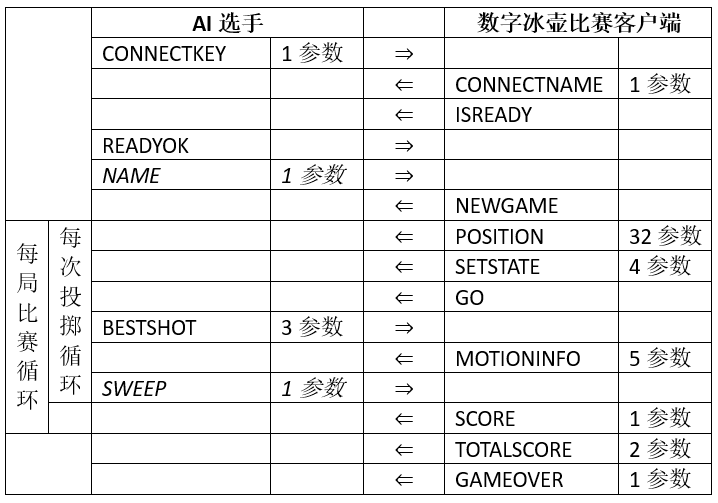 AI 选手 数字冰壶比赛客户端
CONNECTKEY 1 参数 ⇒
⇐ CONNECTNAME 1 参数
⇐ ISREADY
READYOK ⇒
NAME 1 参数 ⇒
⇐ NEWGAME
每局比赛循环
每次投掷循环
⇐ POSITION 32 参数
⇐ SETSTATE 4 参数
⇐ GO
BESTSHOT 3 参数 ⇒
⇐ MOTIONINFO 5 参数
SWEEP 1 参数 ⇒
⇐ SCORE 1 参数
⇐ TOTALSCORE 2 参数
⇐ GAMEOVER 1 参数